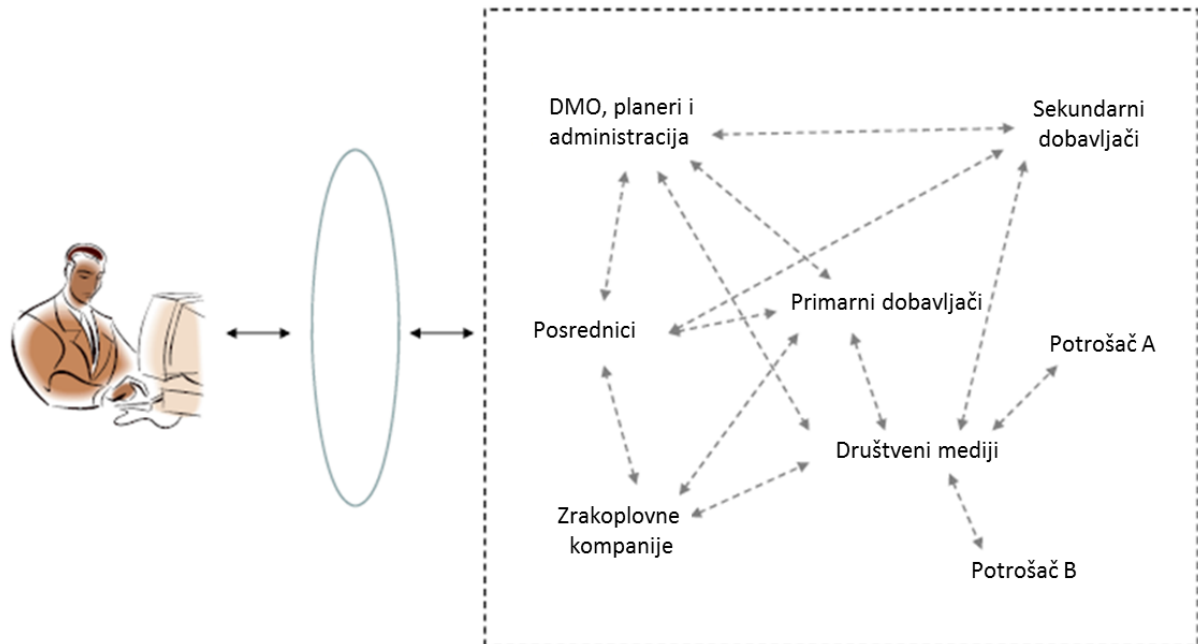 DMO, planeri i
administracija
Sekundarni
dobavljači
Primarni dobavljači
Posrednici
Potrošač A
Društveni mediji
Zrakoplovne
kompanije
Potrošač B